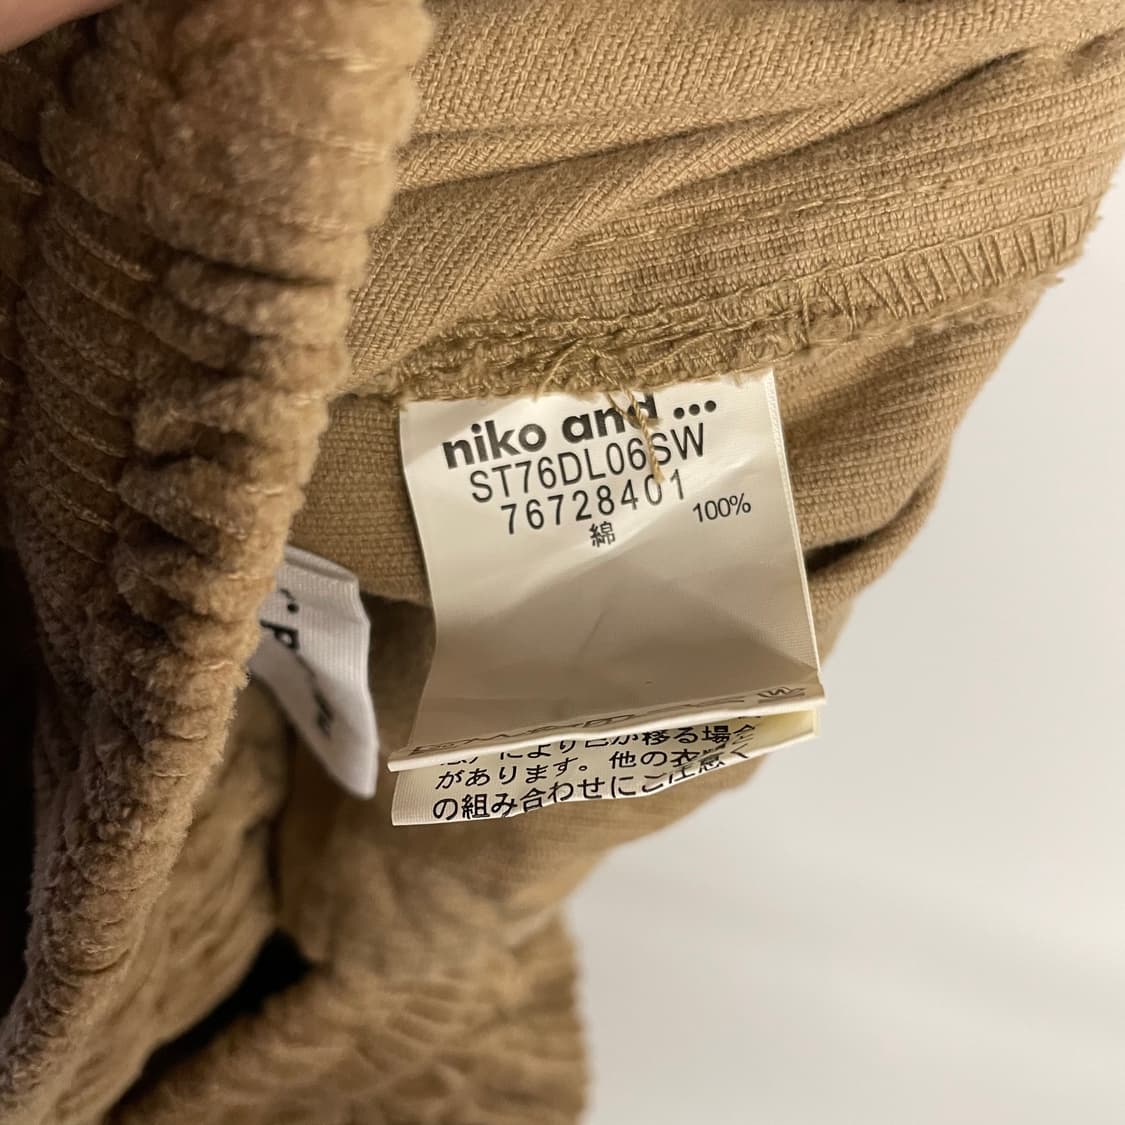 niko and ...
ST76DL06SW
76728401
綿 100%
により色が移る場合
があります。他の衣類
の組み合わせにご注意く